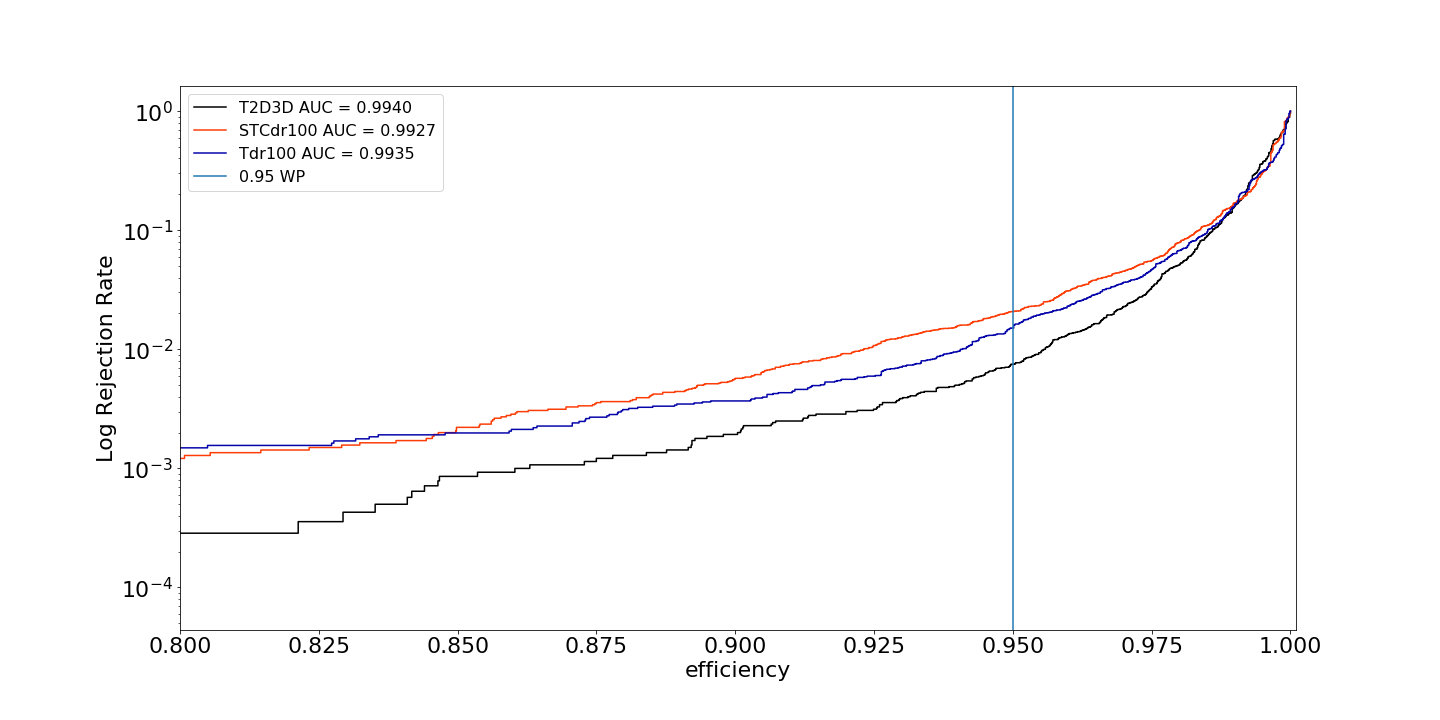 T2D3D AUC = 0.9940
STCdr100 AUC = 0.9927
Tdr100 AUC = 0.9935
0.95 WP
10⁰
10⁻¹
10⁻²
10⁻³
10⁻⁴
Log Rejection Rate
0.800 0.825 0.850 0.875 0.900 0.925 0.950 0.975 1.000
efficiency